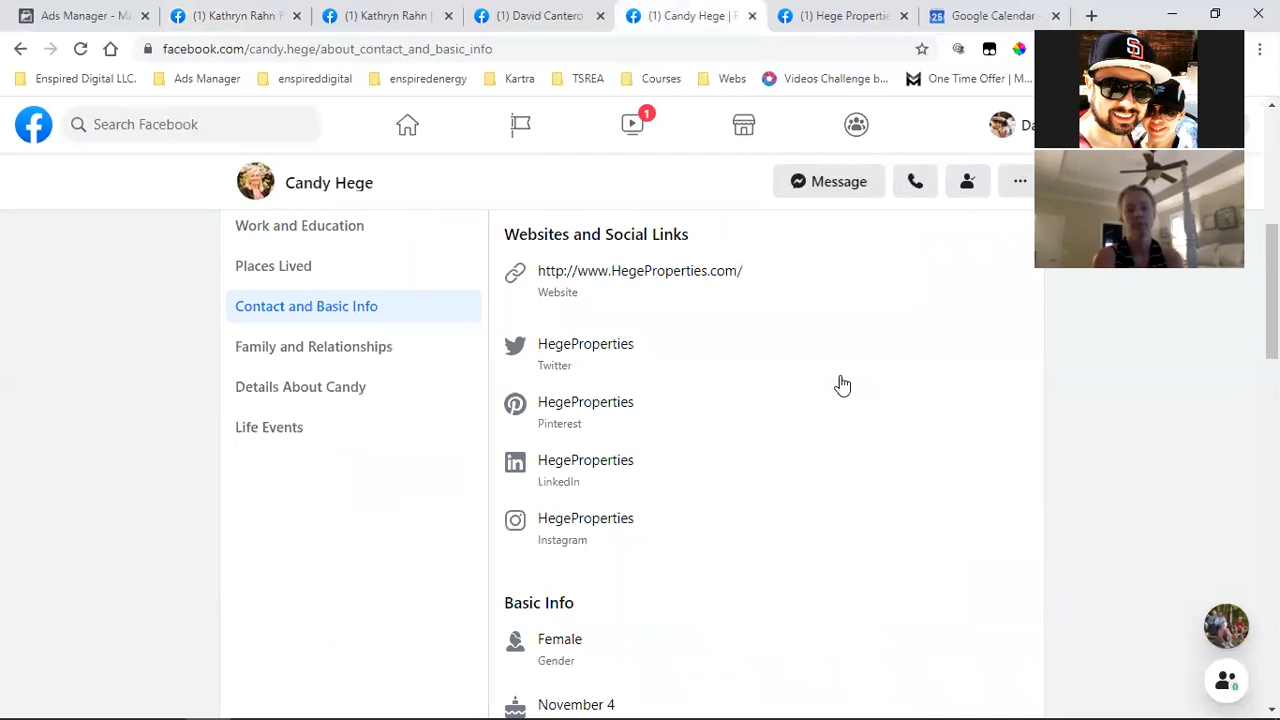 Ads Manager - Ma
(1) Kathryn Rahn
(1) Kathryn Rahn |
(1) David Cantero
(1) Candy Hege | F
(1) Hege Properti
26
Google Calendar -
facebook.com/candy.hege/about_contact_and_basic_info
Enspired Digital LLC.
Ads Manager
enspireddigital
emredrcopy
Kartra
TSREA
Courses
Webs
Videos Challenge b...
One Time Offer | M...
Search Facebook
1
Da
Candy Hege
Message
Work and Education
Places Lived
Contact and Basic Info
Family and Relationships
Details About Candy
Life Events
Websites and Social Links
http://www.HegeProperties.com/
Website
HegeProperties
Twitter
HegeProperties
Pinterest
HegeProperties
LinkedIn
HegeProperties
Instagram
Basic Info
Female
Gender
November 4